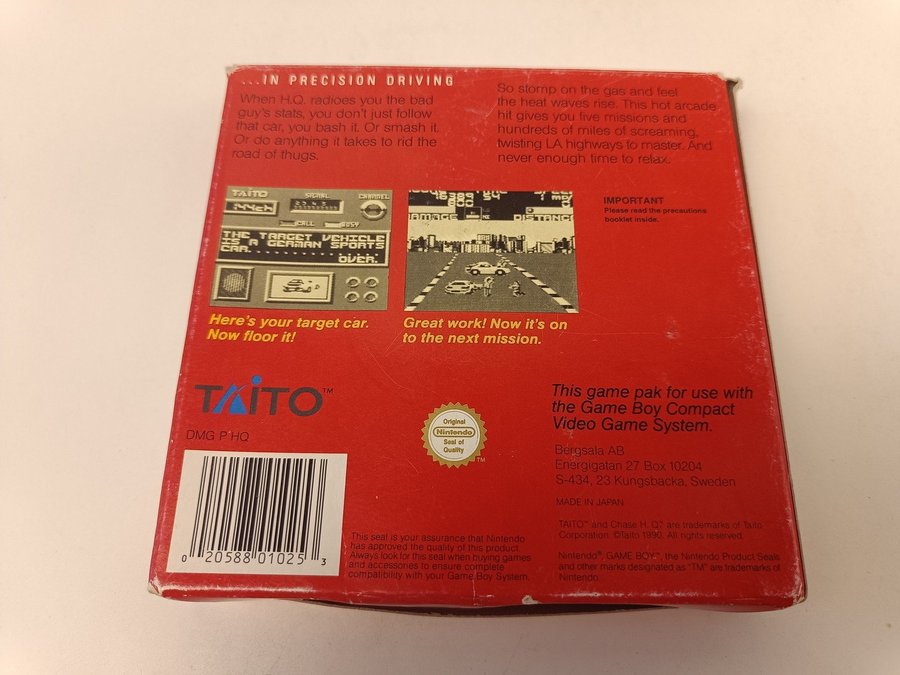 ...IN PRECISION DRIVING
When H.Q. radioes you the bad
guy's stats, you don't just follow
that car, you bash it. Or smash it.
Or do anything it takes to rid the
road of thugs.
So stomp on the gas and feel
the heat waves rise. This hot arcade
hit gives you five missions and
hundreds of miles of screaming,
twisting LA highways to master. And
never enough time to relax.
TAITO
SIGNAL
CHANNEL
CALL
BUSY
THE TARGET VEHICLE
IS A GERMAN SPORTS
CAR.
OVER.
DAMAGE
DISTANCE
IMPORTANT
Please read the precautions
booklet inside.
Here's your target car.
Now floor it!
Great work! Now it's on
to the next mission.
TAITO™
DMG P HQ
Original
Nintendo
Seal of
Quality
TM
This game pak for use with
the Game Boy Compact
Video Game System.
Bergsala AB
Energigatan 27 Box 10204
S-434, 23 Kungsbacka, Sweden
MADE IN JAPAN
TAITO™ and Chase H. Q.™ are trademarks of Taito
Corporation. ©Taito 1990. All rights reserved.
Nintendo® GAME BOY™, the Nintendo Product Seals
and other marks designated as "TM" are trademarks of
Nintendo.
0 20588 01025 3
This seal is your assurance that Nintendo
has approved the quality of this product
Always look for this seal when buying games
and accessories to ensure complete
compatibility with your Game Boy System.